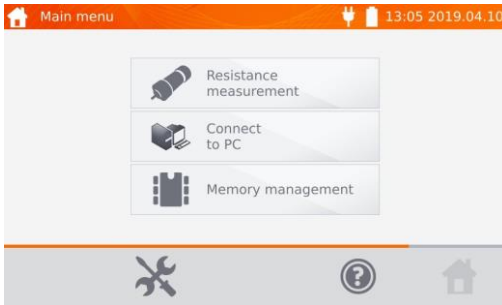 Main menu
13:05 2019.04.10
Resistance
measurement
Connect
to PC
Memory management
?